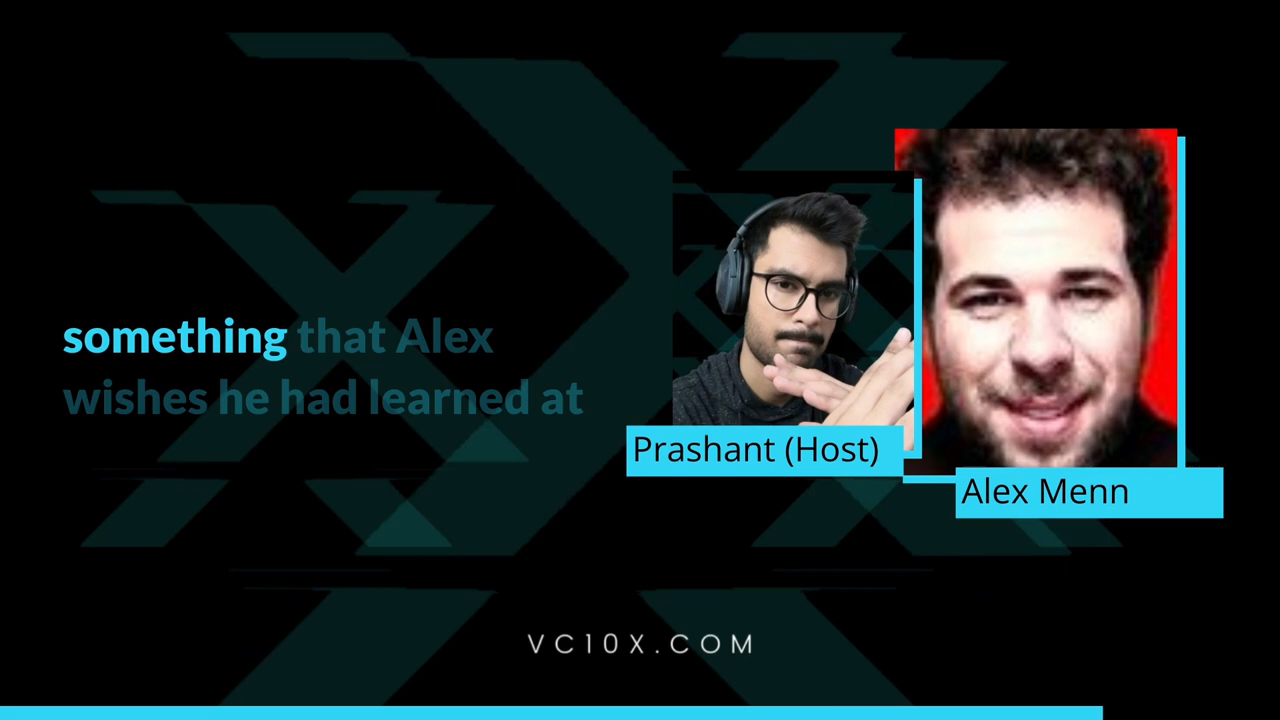 something that Alex
wishes he had learned at
Prashant (Host)
Alex Menn
VC10X.COM